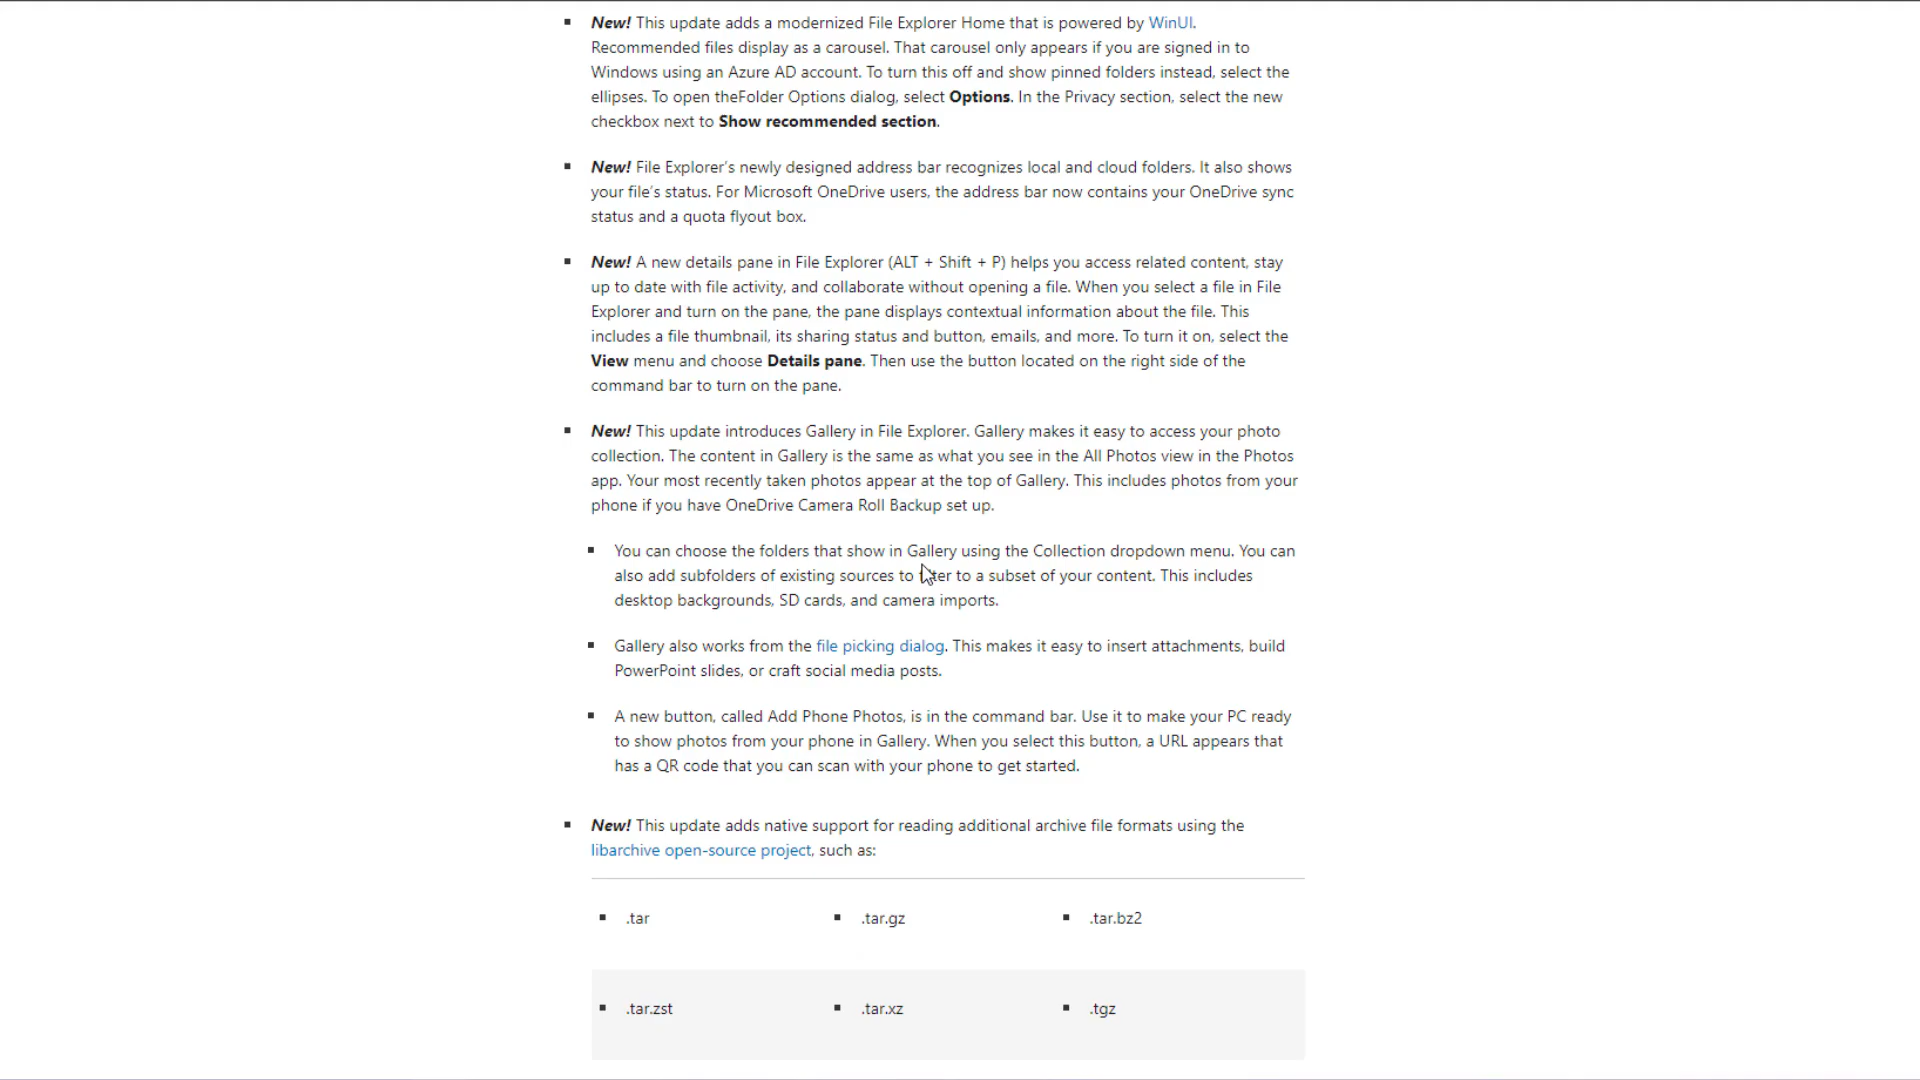 New! This update adds a modernized File Explorer Home that is powered by WinUI.
Recommended files display as a carousel. That carousel only appears if you are signed in to
Windows using an Azure AD account. To turn this off and show pinned folders instead, select the
ellipses. To open theFolder Options dialog, select Options. In the Privacy section, select the new
checkbox next to Show recommended section.
New! File Explorer's newly designed address bar recognizes local and cloud folders. It also shows
your file's status. For Microsoft OneDrive users, the address bar now contains your OneDrive sync
status and a quota flyout box.
New! A new details pane in File Explorer (ALT + Shift + P) helps you access related content, stay
up to date with file activity, and collaborate without opening a file. When you select a file in File
Explorer and turn on the pane, the pane displays contextual information about the file. This
includes a file thumbnail, its sharing status and button, emails, and more. To turn it on, select the
View menu and choose Details pane. Then use the button located on the right side of the
command bar to turn on the pane.
New! This update introduces Gallery in File Explorer. Gallery makes it easy to access your photo
collection. The content in Gallery is the same as what you see in the All Photos view in the Photos
app. Your most recently taken photos appear at the top of Gallery. This includes photos from your
phone if you have OneDrive Camera Roll Backup set up.
You can choose the folders that show in Gallery using the Collection dropdown menu. You can
also add subfolders of existing sources to filter to a subset of your content. This includes
desktop backgrounds, SD cards, and camera imports.
Gallery also works from the file picking dialog. This makes it easy to insert attachments, build
PowerPoint slides, or craft social media posts.
A new button, called Add Phone Photos, is in the command bar. Use it to make your PC ready
to show photos from your phone in Gallery. When you select this button, a URL appears that
has a QR code that you can scan with your phone to get started.
New! This update adds native support for reading additional archive file formats using the
libarchive open-source project, such as:
.tar .tar.gz .tar.bz2
.tar.zst .tar.xz .tgz